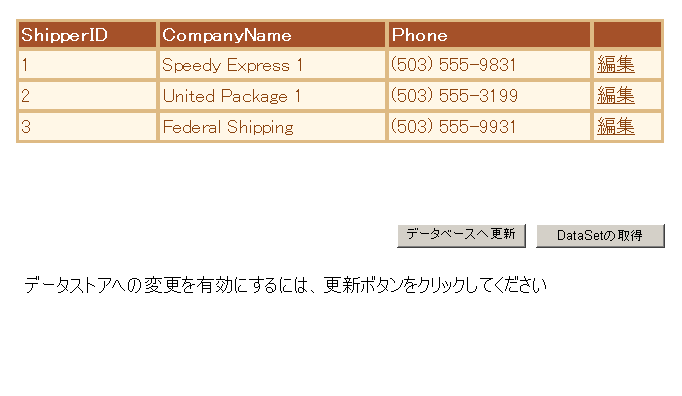 ShipperID CompanyName Phone
1 Speedy Express 1 (503) 555-9831 編集
2 United Package 1 (503) 555-3199 編集
3 Federal Shipping (503) 555-9931 編集
データベースへ更新 DataSetの取得
データストアへの変更を有効にするには、更新ボタンをクリックしてください